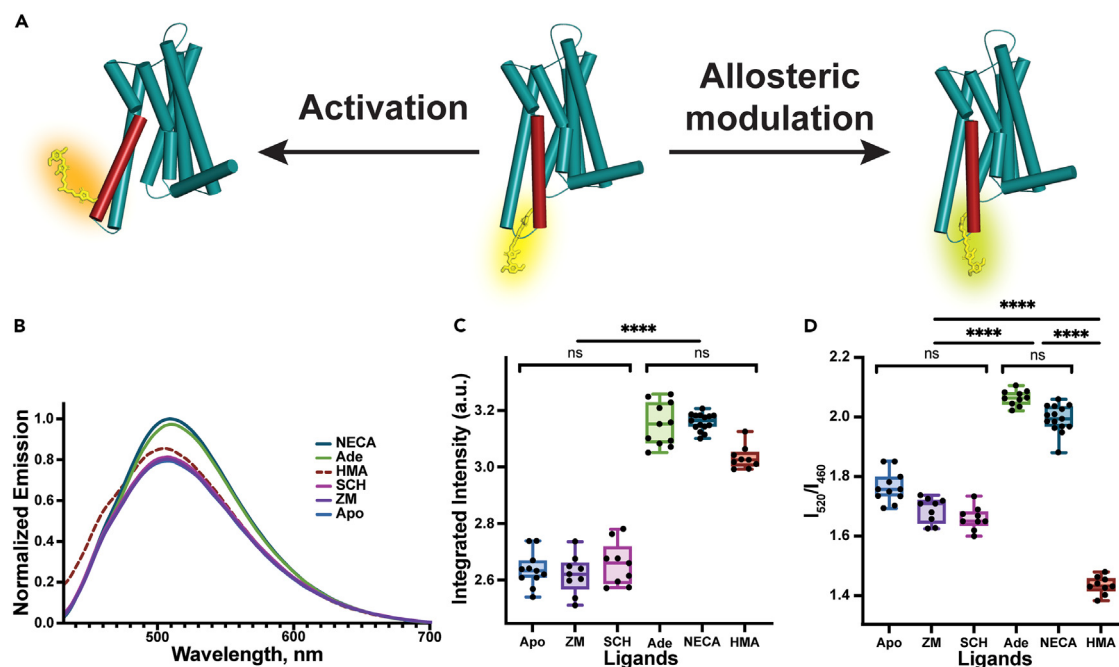 A
Activation
Allosteric
modulation
B
Normalized Emission
1.0
0.8
0.6
0.4
0.2
0.0
500
600
700
Wavelength, nm
NECA
Ade
HMA
SCH
ZM
Apo
C
****
ns
ns
Integrated Intensity (a.u.)
3.2
3.0
2.8
2.6
Apo
ZM
SCH
Ade
NECA
HMA
Ligands
D
****
****
****
ns
ns
I520/I460
2.2
2.0
1.8
1.6
1.4
Apo
ZM
SCH
Ade
NECA
HMA
Ligands